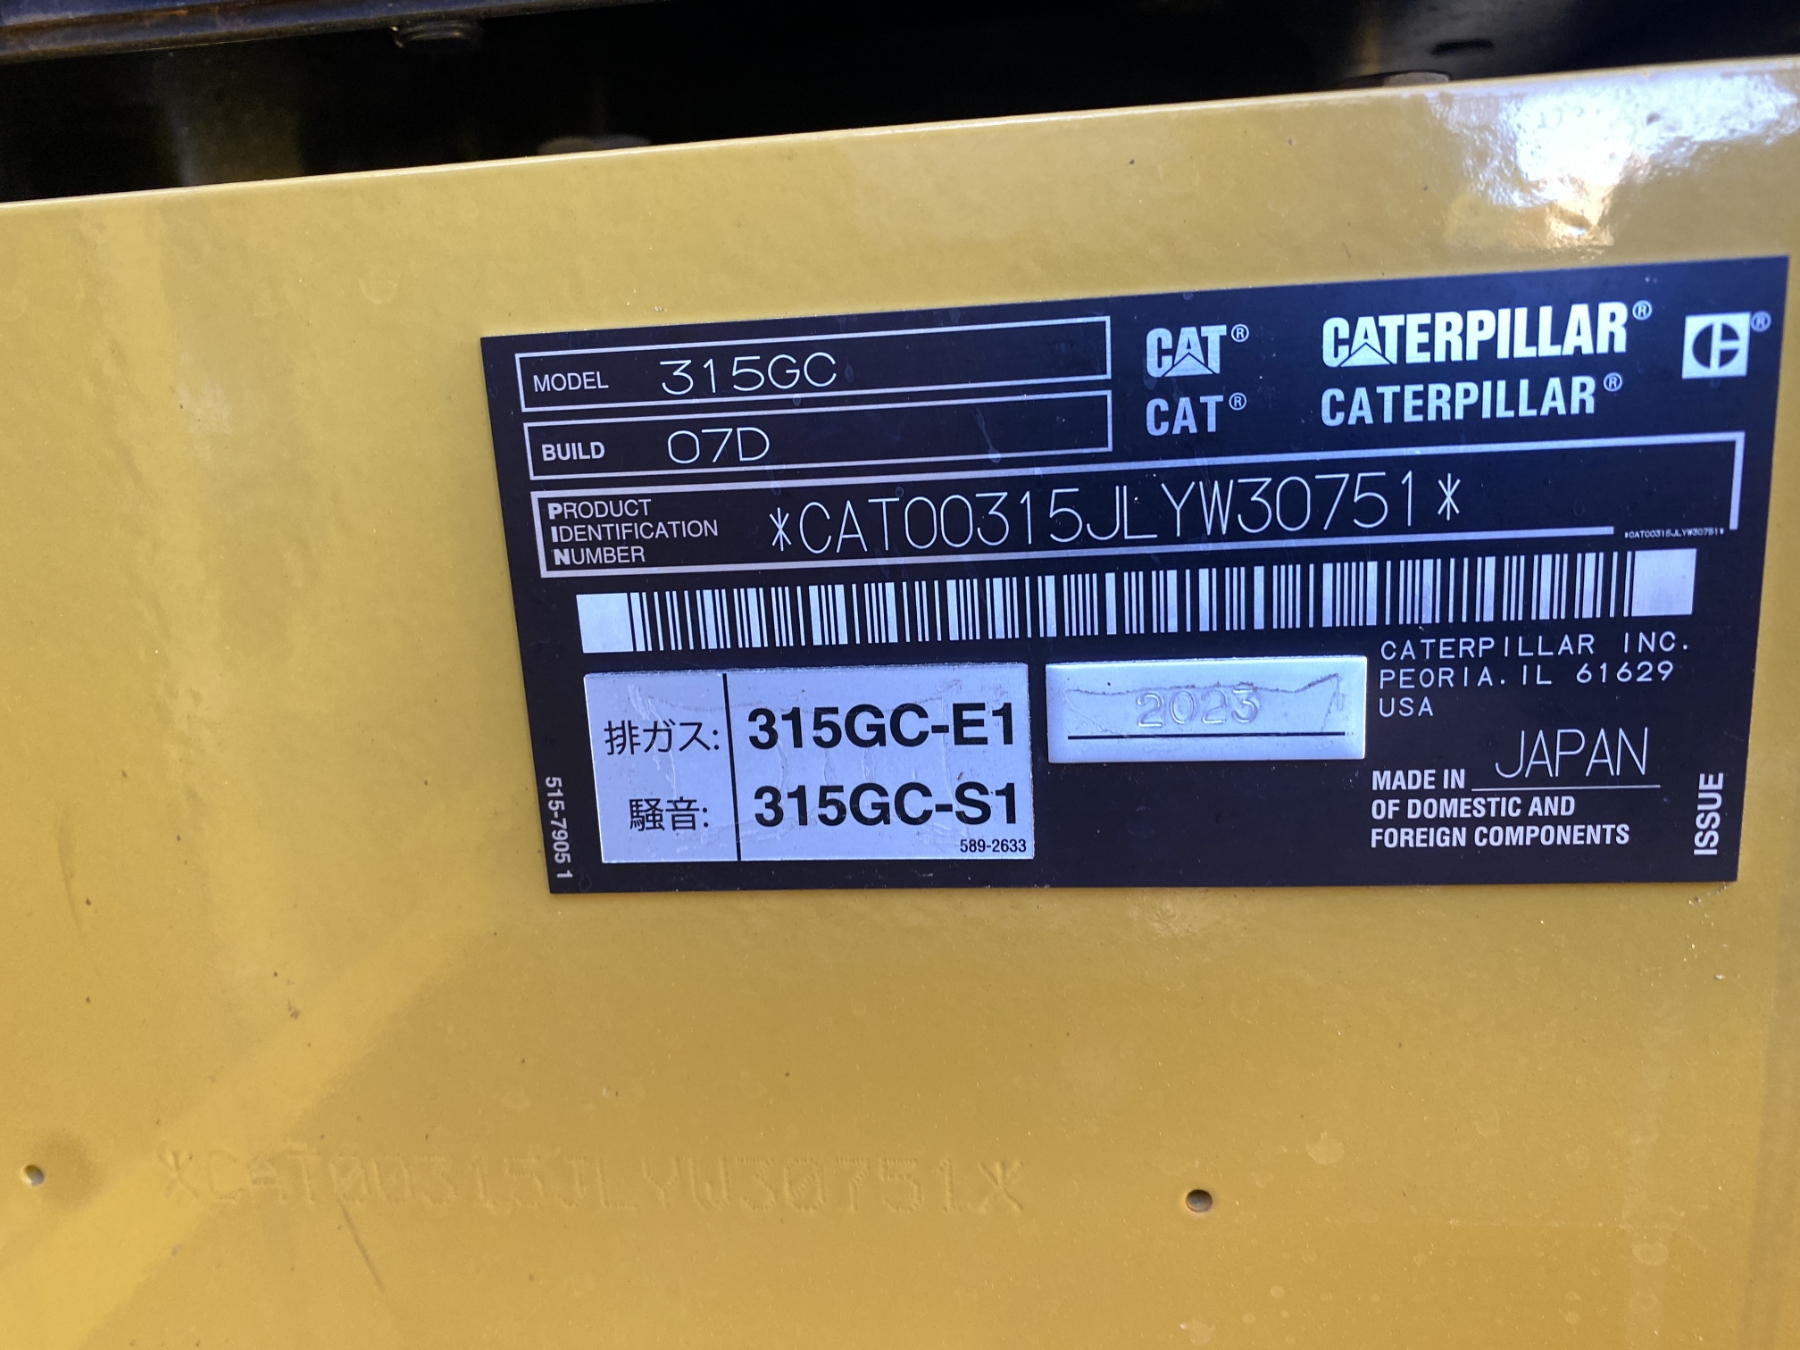 MODEL 315GC
BUILD 07D
CAT® CATERPILLAR®
CAT® CATERPILLAR®
PRODUCT
IDENTIFICATION
NUMBER
*CAT00315JLYW30751*
*CAT00315JLYW30751*
排ガス: 315GC-E1
騒音: 315GC-S1
589-2633
2023
CATERPILLAR INC.
PEORIA. IL 61629
USA
MADE IN JAPAN
OF DOMESTIC AND
FOREIGN COMPONENTS
ISSUE
515-7905 1
*CAT00315JLYW30751*